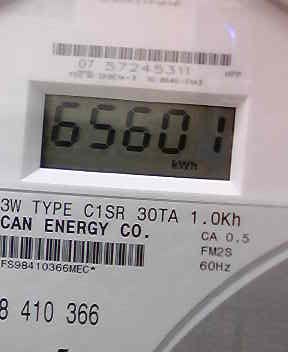 07 57245311
65601
kWh
3W TYPE C1SR 30TA 1.0Kh
CAN ENERGY CO.
CA 0.5
FM2S
60Hz
FS98410366MEC*
8 410 366